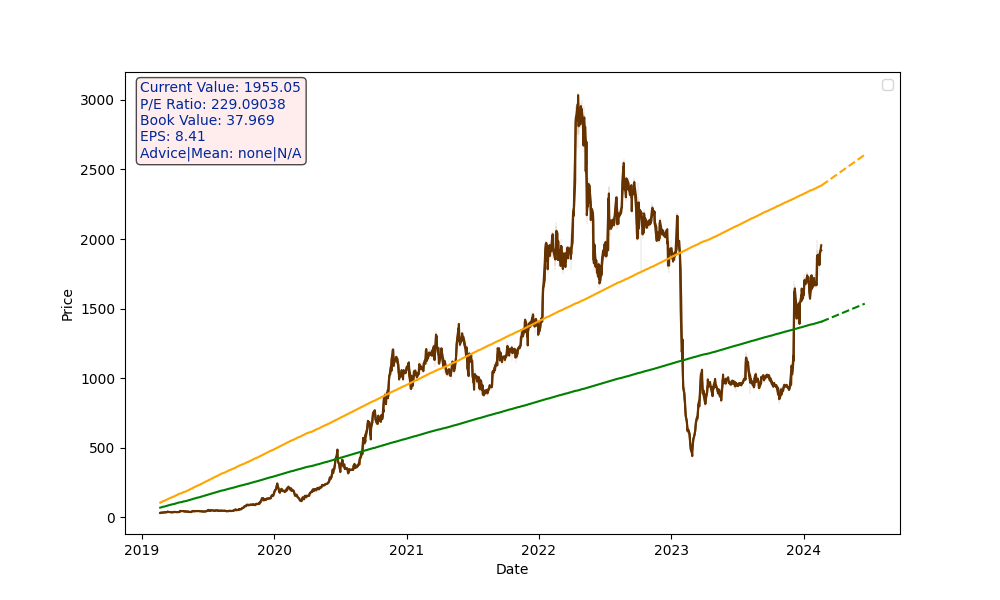 Current Value: 1955.05
P/E Ratio: 229.09038
Book Value: 37.969
EPS: 8.41
Advice|Mean: none|N/A
3000
2500
2000
1500
1000
500
0
Price
2019 2020 2021 2022 2023 2024
Date